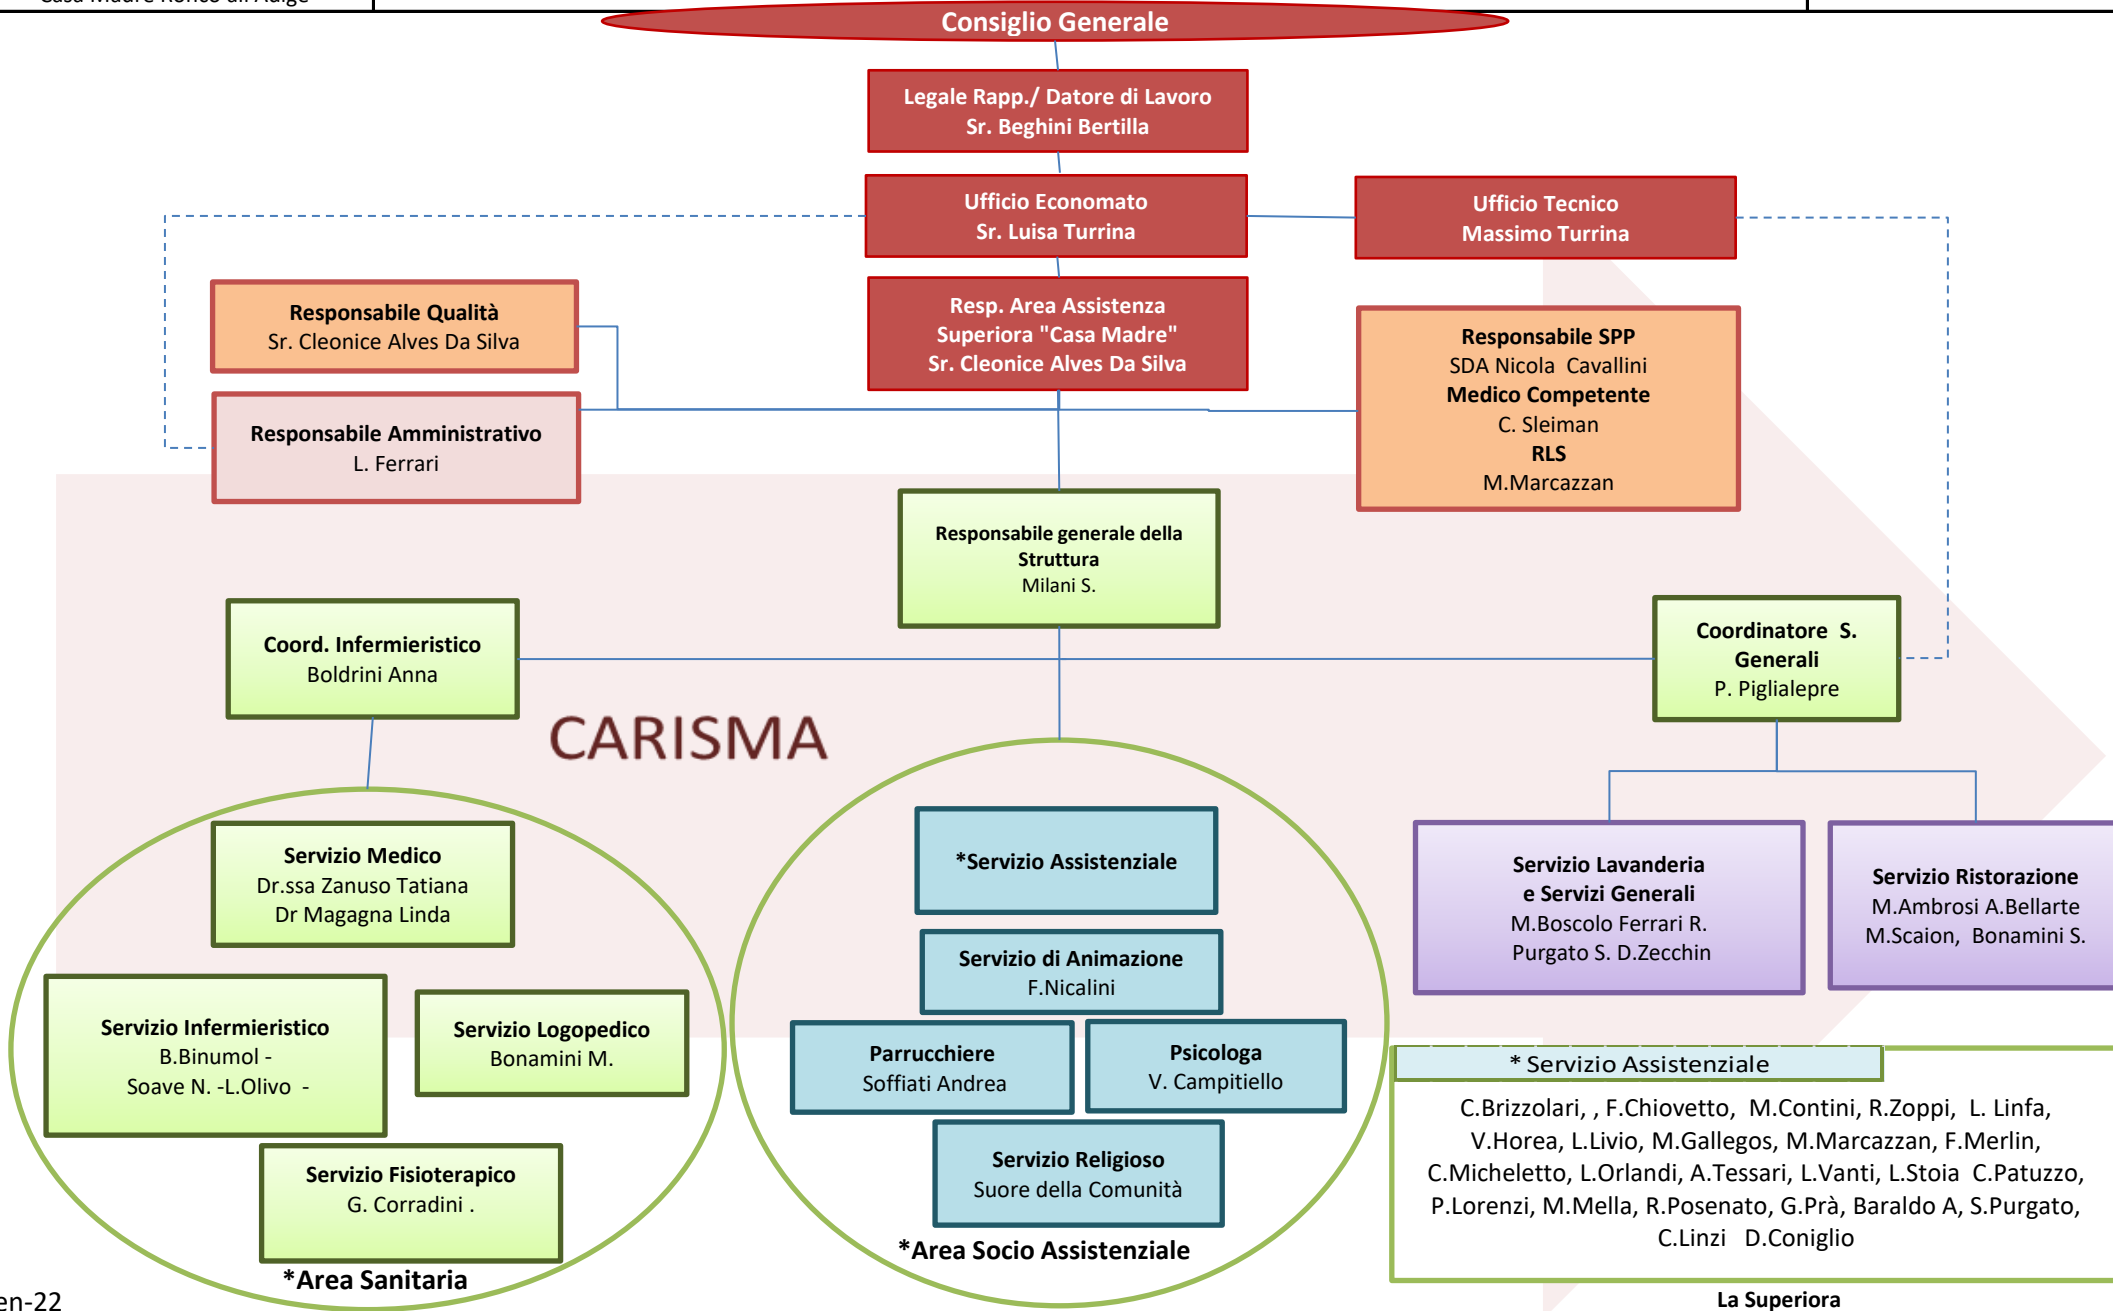 Casa Madre Ronco all'Adige
Consiglio Generale
Legale Rapp./ Datore di Lavoro
Sr. Beghini Bertilla
Ufficio Economato
Sr. Luisa Turrina
Ufficio Tecnico
Massimo Turrina
Responsabile Qualità
Sr. Cleonice Alves Da Silva
Resp. Area Assistenza
Superiora "Casa Madre"
Sr. Cleonice Alves Da Silva
Responsabile SPP
SDA Nicola Cavallini
Medico Competente
C. Sleiman
RLS
M.Marcazzan
Responsabile Amministrativo
L. Ferrari
Responsabile generale della
Struttura
Milani S.
Coord. Infermieristico
Boldrini Anna
Coordinatore S.
Generali
P. Piglialepre
CARISMA
Servizio Medico
Dr.ssa Zanuso Tatiana
Dr Magagna Linda
Servizio Infermieristico
B.Binumol -
Soave N. -L.Olivo -
Servizio Logopedico
Bonamini M.
Servizio Fisioterapico
G. Corradini .
*Area Sanitaria
*Servizio Assistenziale
Servizio di Animazione
F.Nicalini
Parrucchiere
Soffiati Andrea
Psicologa
V. Campitiello
Servizio Religioso
Suore della Comunità
*Area Socio Assistenziale
Servizio Lavanderia
e Servizi Generali
M.Boscolo Ferrari R.
Purgato S. D.Zecchin
Servizio Ristorazione
M.Ambrosi A.Bellarte
M.Scaion, Bonamini S.
* Servizio Assistenziale
C.Brizzolari, , F.Chiovetto, M.Contini, R.Zoppi, L. Linfa,
V.Horea, L.Livio, M.Gallegos, M.Marcazzan, F.Merlin,
C.Micheletto, L.Orlandi, A.Tessari, L.Vanti, L.Stoia C.Patuzzo,
P.Lorenzi, M.Mella, R.Posenato, G.Prà, Baraldo A, S.Purgato,
C.Linzi D.Coniglio
en-22
La Superiora